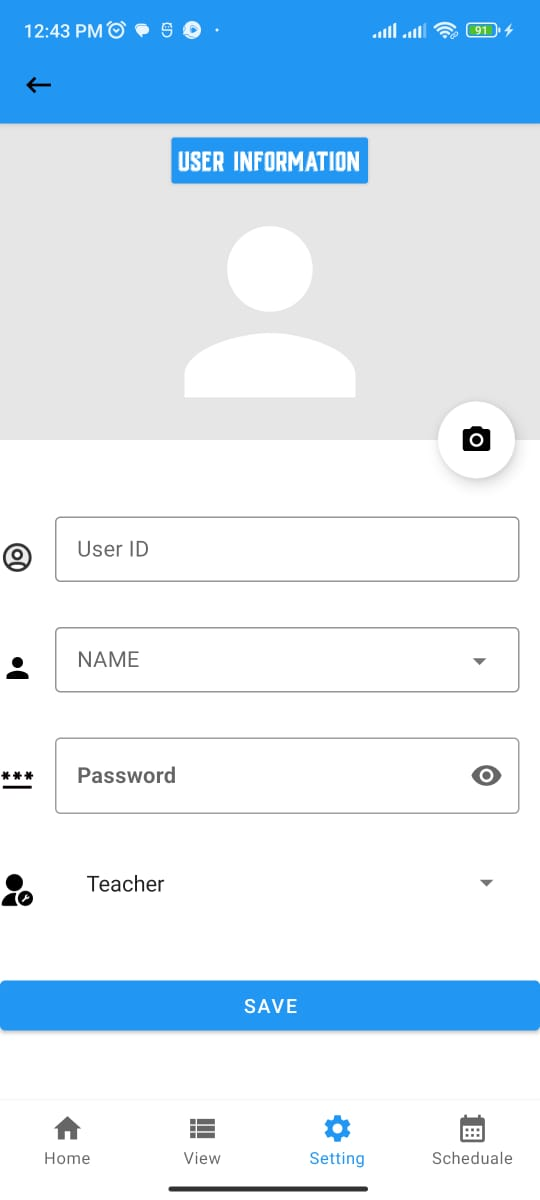 12:43 PM
91
USER INFORMATION
User ID
NAME
***
Password
Teacher
SAVE
Home
View
Setting
Scheduale